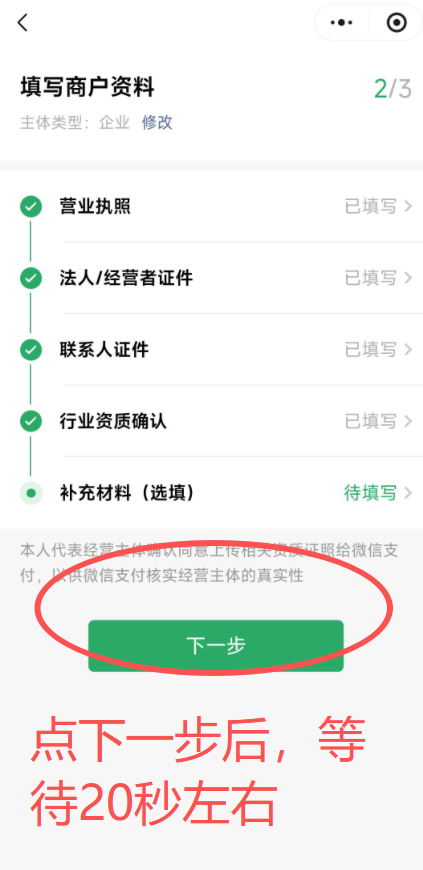 填写商户资料
2/3
主体类型：企业 修改
营业执照 已填写
法人/经营者证件 已填写
联系人证件 已填写
行业资质确认 已填写
补充材料（选填） 待填写
本人代表经营主体确认同意上传相关资质证照给微信支
付，以供微信支付核实经营主体的真实性
下一步
点下一步后，等
待20秒左右